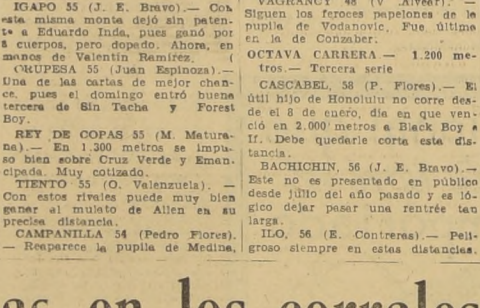 IGAPO 55 (J. E. Bravo).— Con
esta misma monta dejó sin paten-
te a Eduardo Inda, pues ganó por
8 cuerpos, pero dopado. Ahora, en
manos de Valentín Ramírez. (
ORUPESA 55 (Juan Espinoza).—
Una de las cartas de mejor chan-
ce, pues el domingo entró buena
tercera de Sin Tacha y Forest
Boy.
REY DE COPAS 55 (M. Matura-
na).— En 1.300 metros se impu-
so bien sobre Cruz Verde y Eman-
cipada. Muy cotizado.
TIENTO 55 (O. Valenzuela).—
Con estos rivales puede muy bien
ganar el mulato de Allen en su
precisa distancia.
CAMPANILLA 54 (Pedro Flores).
— Reaparece la pupila de Medina,
VAGRANCY 48 (V. Alvear).—
Siguen los feroces papelones de la
pupila de Vodanovic. Fue última
en la de Conzaber.
OCTAVA CARRERA.— 1.200 me-
tros.— Tercera serie
CASCABEL, 58 (P. Flores).— El
útil hijo de Honolulu no corre des-
de el 8 de enero, día en que ven-
ció en 2.000 metros a Black Boy e
If. Debe quedarle corta esta dis-
tancia.
BACHICHIN, 56 (J. E. Bravo).—
Este no es presentado en público
desde julio del año pasado y es ló-
gico dejar pasar una rentrée tan
larga.
ILO, 56 (E. Contreras).— Peli-
groso siempre en estas distancias.
en los corrales